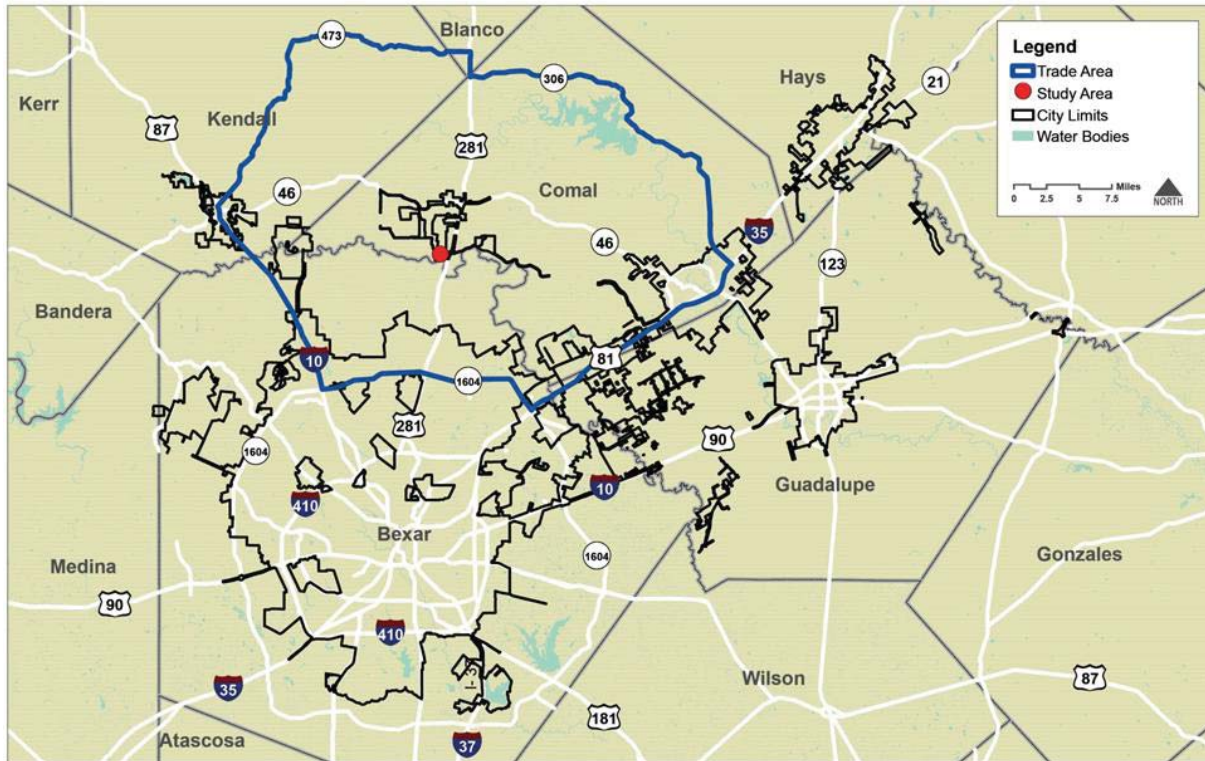 Blanco
473
Legend
Trade Area
Study Area
City Limits
Water Bodies
Miles
0 2.5 5 7.5
NORTH
Hays
21
306
Kerr
87
Kendall
281
46
Comal
46
35
123
Bandera
10
81
1604
281
90
1604
10
410
Guadalupe
Bexar
1604
Medina
Gonzales
90
410
I-3
35
Wilson
87
181
37
Atascosa